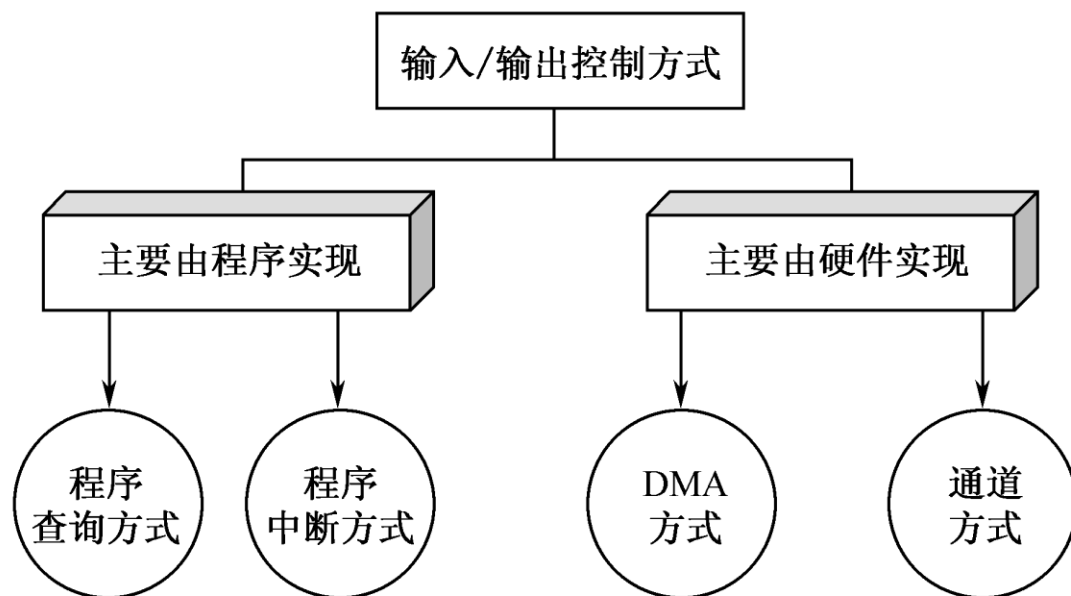 输入/输出控制方式
主要由程序实现
主要由硬件实现
程序
查询方式
程序
中断方式
DMA
方式
通道
方式